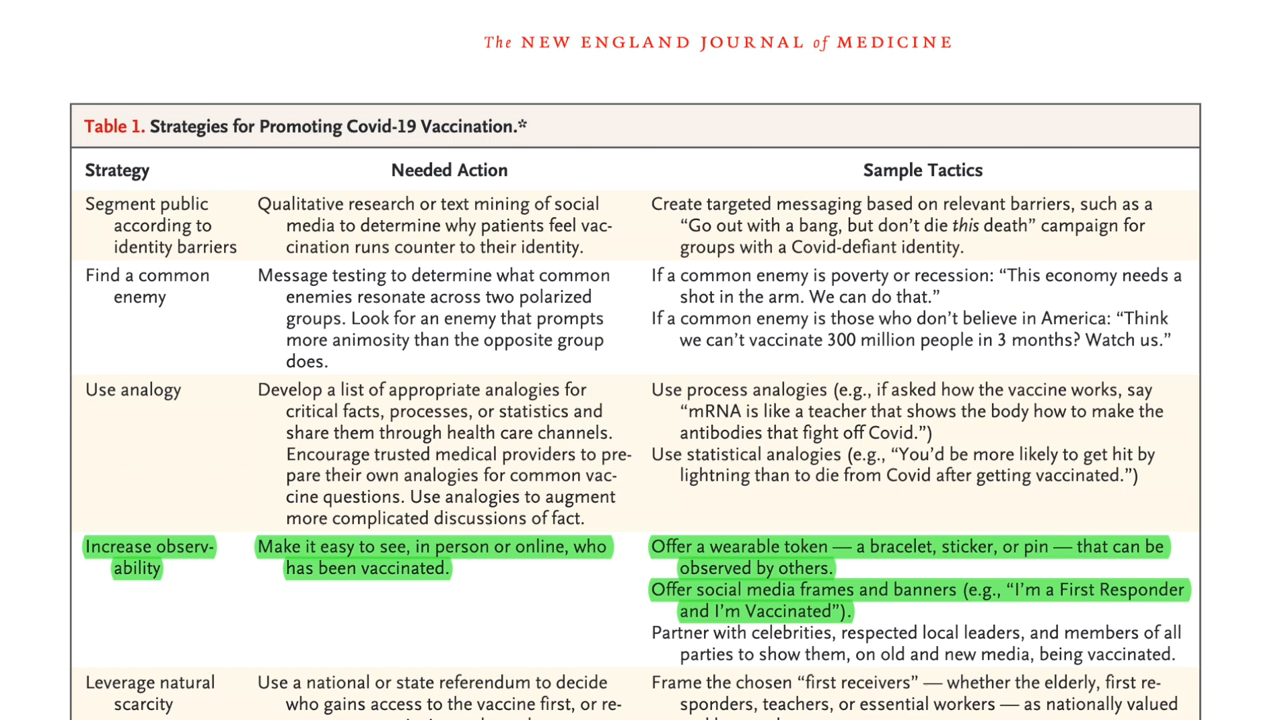 The NEW ENGLAND JOURNAL of MEDICINE
Table 1. Strategies for Promoting Covid-19 Vaccination.*
Strategy Needed Action Sample Tactics
Segment public
according to
identity barriers
Qualitative research or text mining of social
media to determine why patients feel vac-
cination runs counter to their identity.
Create targeted messaging based on relevant barriers, such as a
“Go out with a bang, but don’t die this death” campaign for
groups with a Covid-defiant identity.
Find a common
enemy
Message testing to determine what common
enemies resonate across two polarized
groups. Look for an enemy that prompts
more animosity than the opposite group
does.
If a common enemy is poverty or recession: “This economy needs a
shot in the arm. We can do that.”
If a common enemy is those who don’t believe in America: “Think
we can’t vaccinate 300 million people in 3 months? Watch us.”
Use analogy
Develop a list of appropriate analogies for
critical facts, processes, or statistics and
share them through health care channels.
Encourage trusted medical providers to pre-
pare their own analogies for common vac-
cine questions. Use analogies to augment
more complicated discussions of fact.
Use process analogies (e.g., if asked how the vaccine works, say
“mRNA is like a teacher that shows the body how to make the
antibodies that fight off Covid.”)
Use statistical analogies (e.g., “You’d be more likely to get hit by
lightning than to die from Covid after getting vaccinated.”)
Increase observ-
ability
Make it easy to see, in person or online, who
has been vaccinated.
Offer a wearable token — a bracelet, sticker, or pin — that can be
observed by others.
Offer social media frames and banners (e.g., “I’m a First Responder
and I’m Vaccinated”).
Partner with celebrities, respected local leaders, and members of all
parties to show them, on old and new media, being vaccinated.
Leverage natural
scarcity
Use a national or state referendum to decide
who gains access to the vaccine first, or re-
Frame the chosen “first receivers” — whether the elderly, first re-
sponders, teachers, or essential workers — as nationally valued